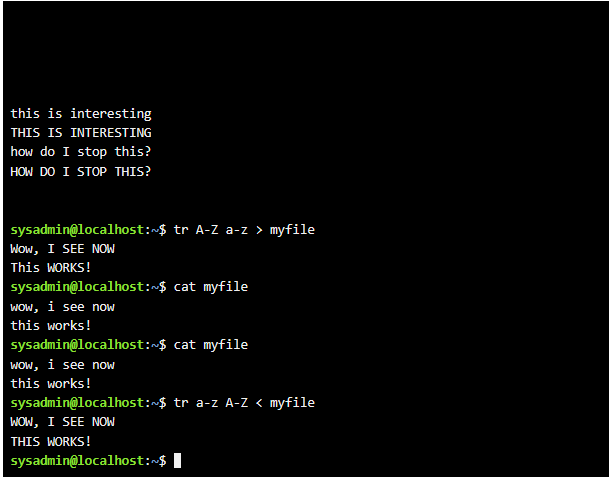 this is interesting
THIS IS INTERESTING
how do I stop this?
HOW DO I STOP THIS?
sysadmin@localhost:~$ tr A-Z a-z > myfile
Wow, I SEE NOW
This WORKS!
sysadmin@localhost:~$ cat myfile
wow, i see now
this works!
sysadmin@localhost:~$ cat myfile
wow, i see now
this works!
sysadmin@localhost:~$ tr a-z A-Z < myfile
WOW, I SEE NOW
THIS WORKS!
sysadmin@localhost:~$